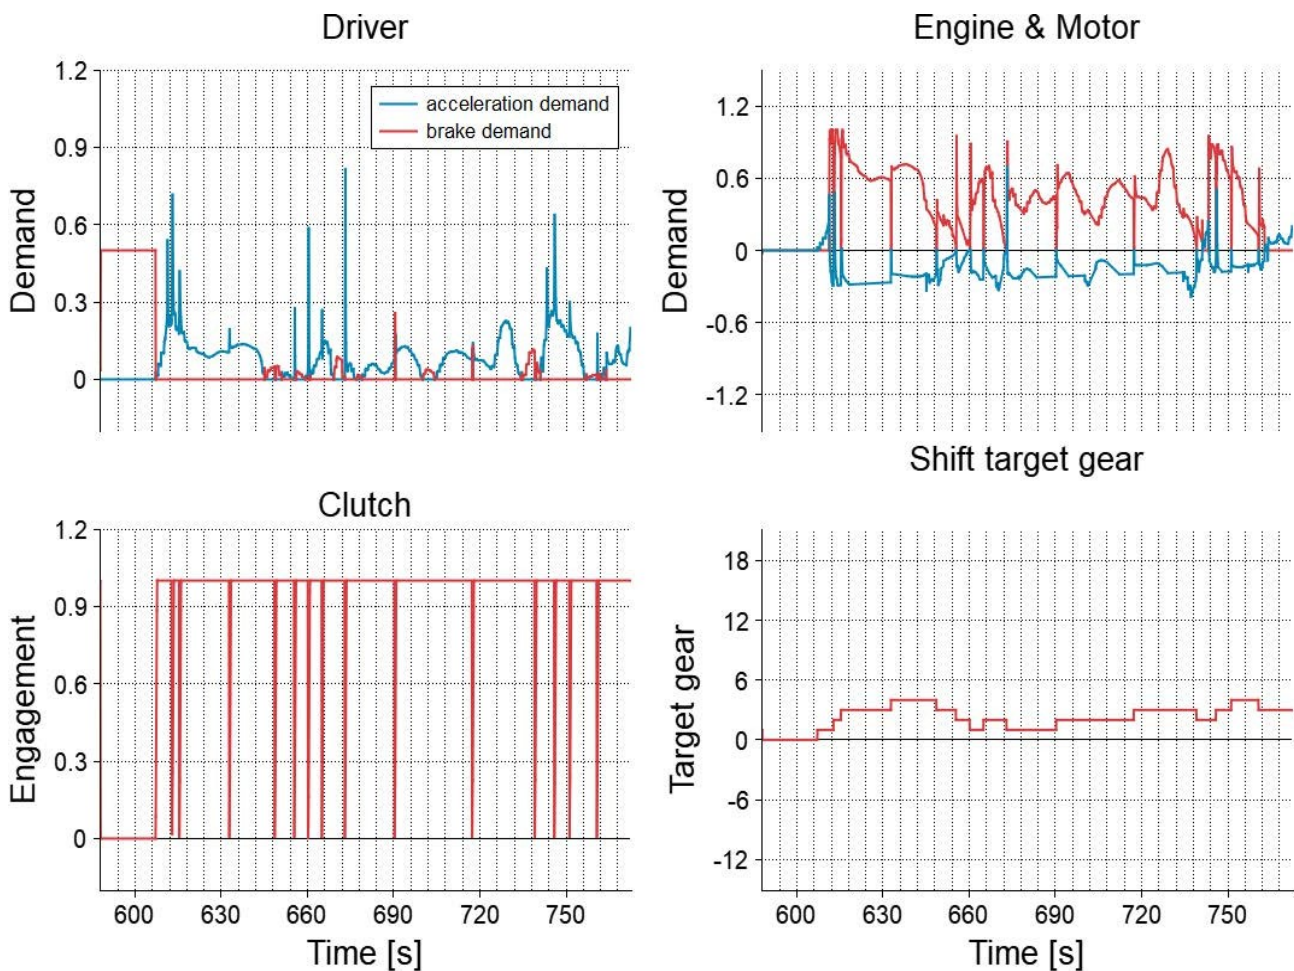 Driver
1.2
0.9
0.6
0.3
0
Demand
acceleration demand
brake demand
Engine & Motor
1.2
0.6
0
-0.6
-1.2
Demand
Clutch
1.2
0.9
0.6
0.3
0
Engagement
600 630 660 690 720 750
Time [s]
Shift target gear
18
12
6
0
-6
-12
Target gear
600 630 660 690 720 750
Time [s]